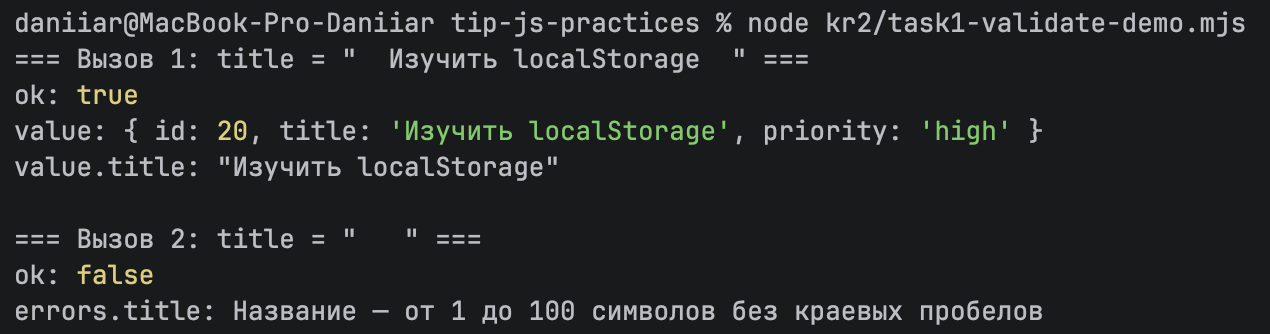 daniiar@MacBook-Pro-Daniiar tip-js-practices % node kr2/task1-validate-demo.mjs
=== Вызов 1: title = "  Изучить localStorage  " ===
ok: true
value: { id: 20, title: 'Изучить localStorage', priority: 'high' }
value.title: "Изучить localStorage"

=== Вызов 2: title = "   " ===
ok: false
errors.title: Название — от 1 до 100 символов без краевых пробелов